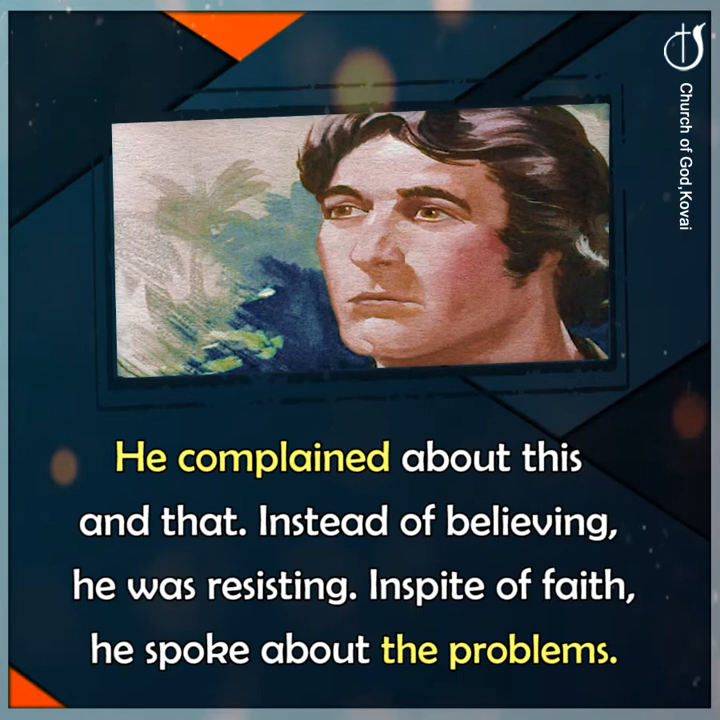 Church of God,Kovai
He complained about this
and that. Instead of believing,
he was resisting. Inspite of faith,
he spoke about the problems.